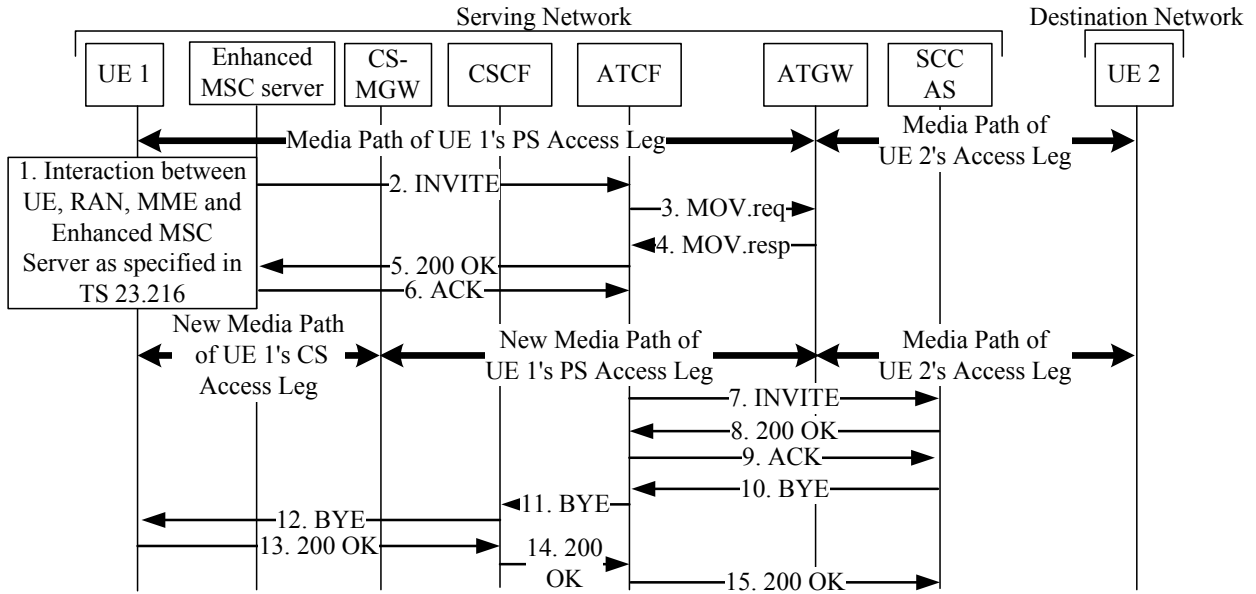 Serving Network
Destination Network
UE 1
Enhanced
MSC server
CS-
MGW
CSCF
ATCF
ATGW
SCC
AS
UE 2
Media Path of UE 1's PS Access Leg
Media Path of
UE 2's Access Leg
1. Interaction between
UE, RAN, MME and
Enhanced MSC
Server as specified in
TS 23.216
2. INVITE
3. MOV.req
4. MOV.resp
5. 200 OK
6. ACK
New Media Path
of UE 1's CS
Access Leg
New Media Path of
UE 1's PS Access Leg
Media Path of
UE 2's Access Leg
7. INVITE
8. 200 OK
9. ACK
10. BYE
11. BYE
12. BYE
13. 200 OK
14. 200
OK
15. 200 OK